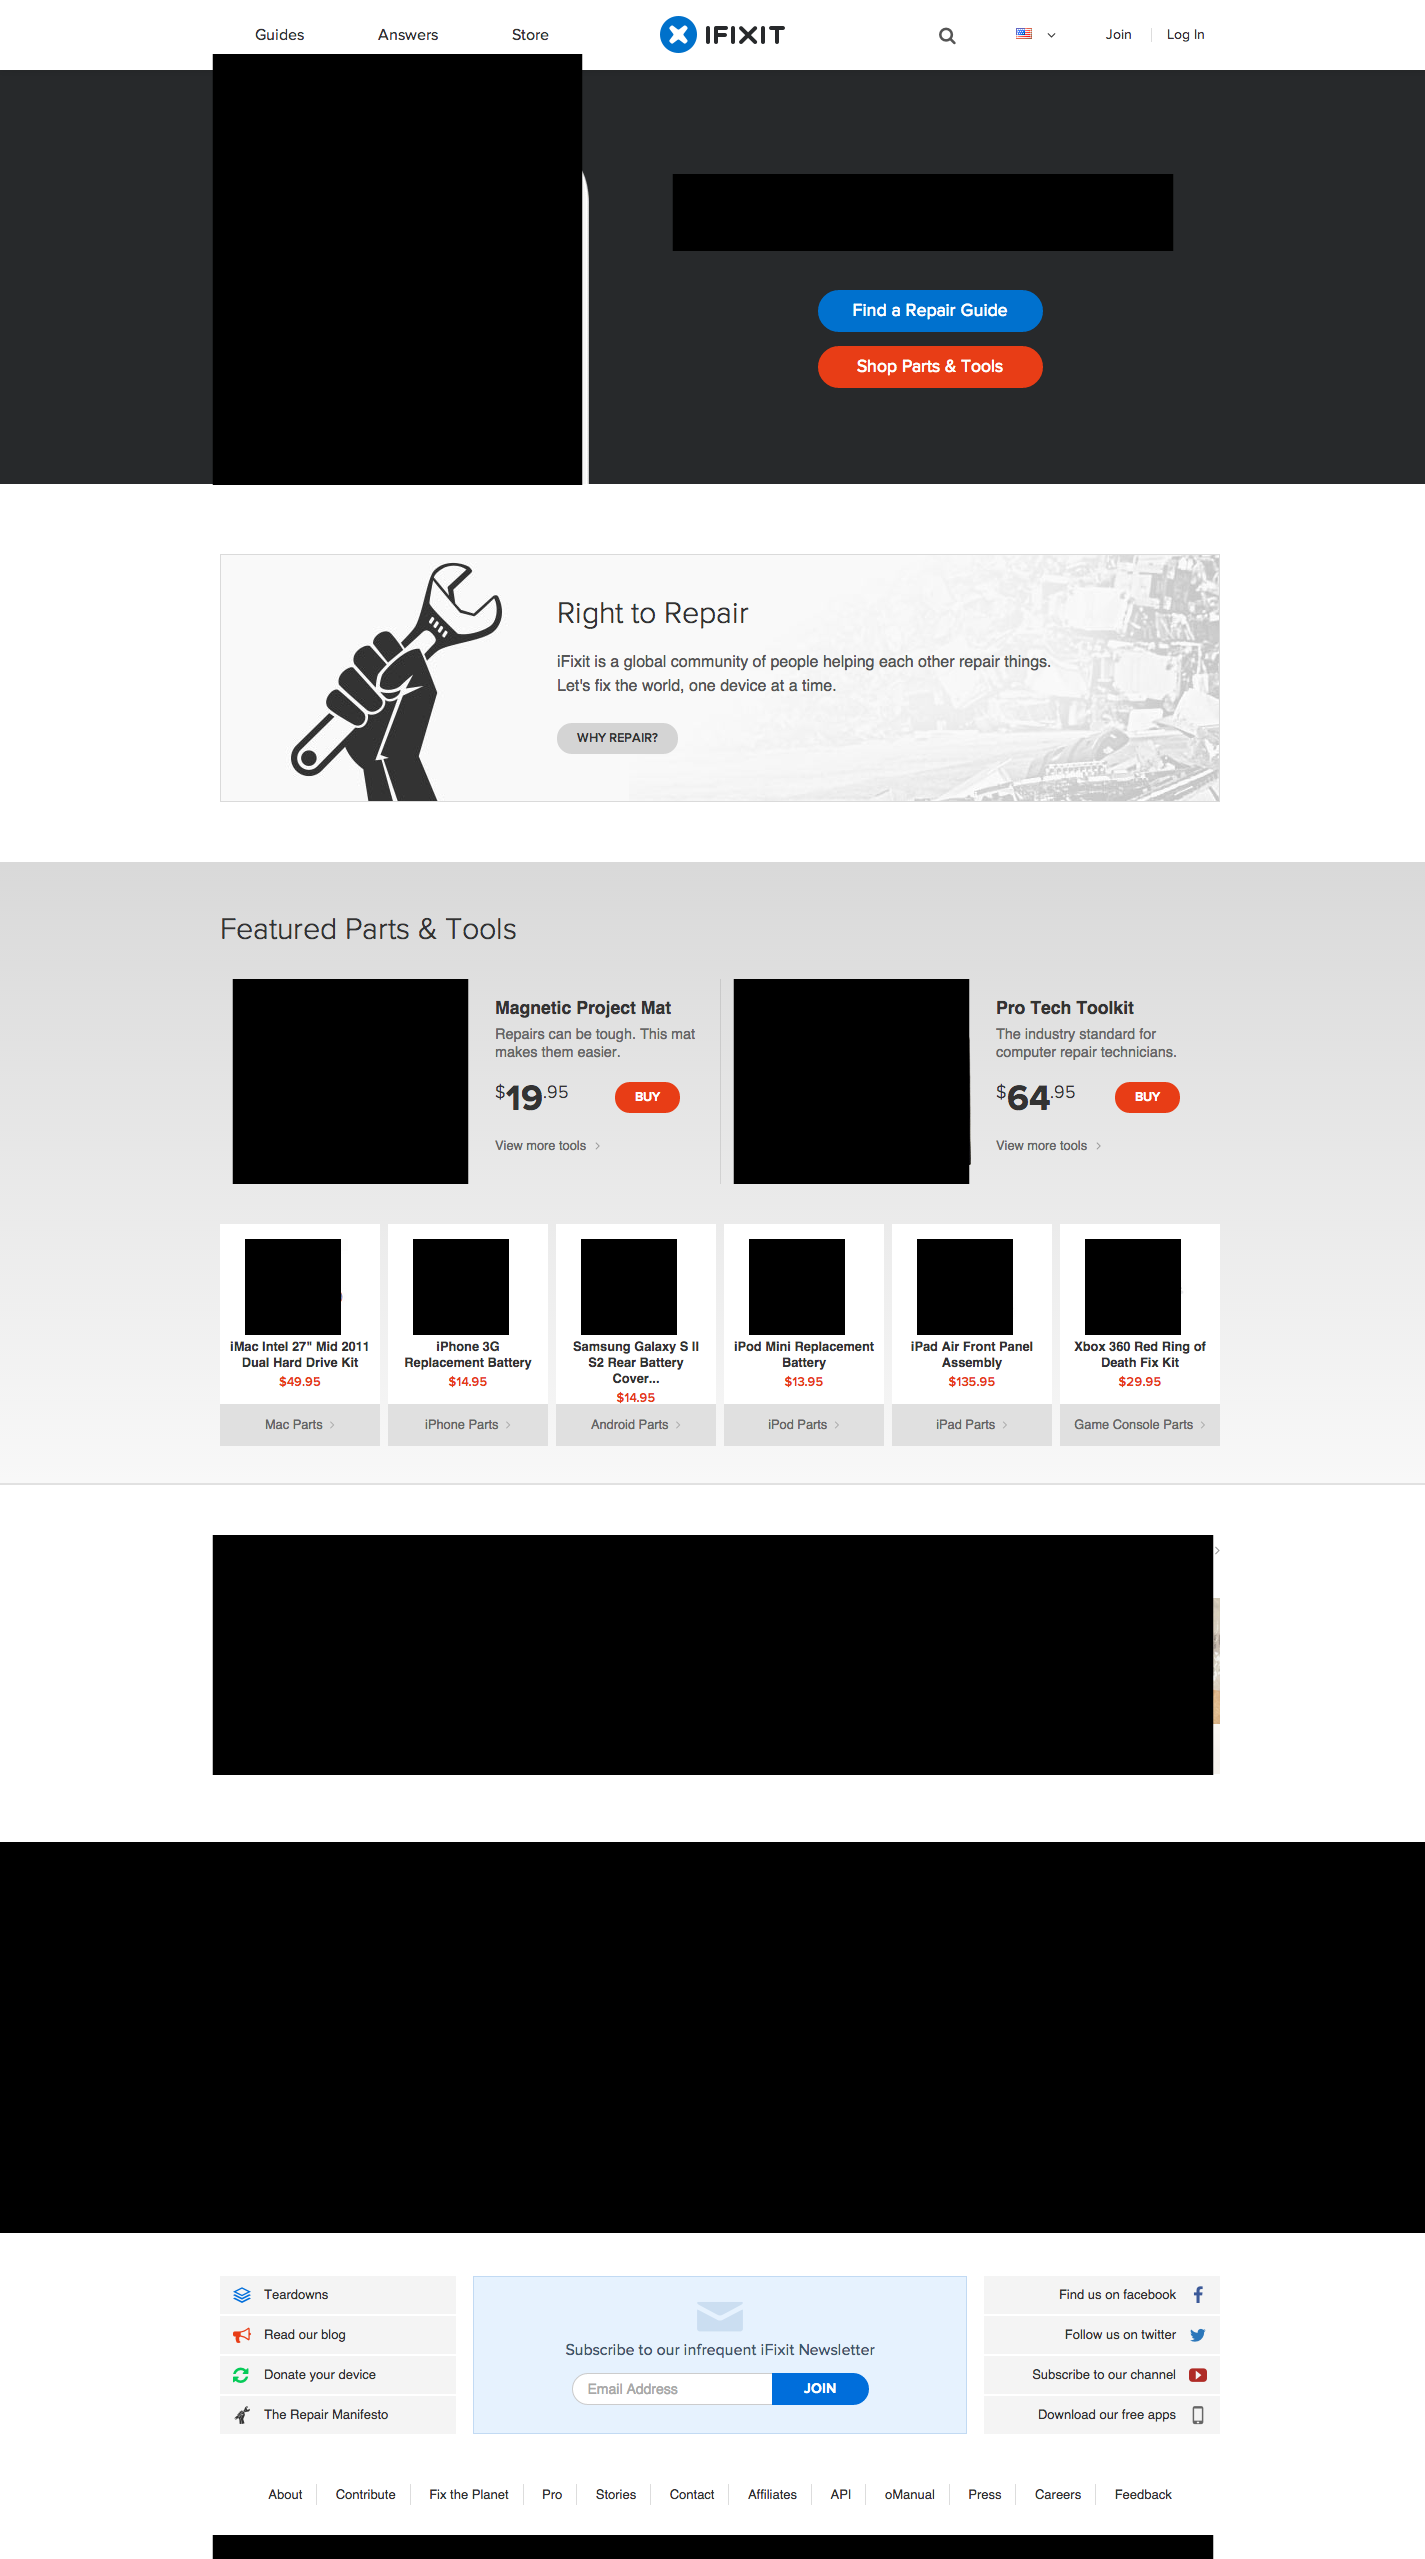 Guides
Answers
Store
IFIXIT
Join
Log In
Find a Repair Guide
Shop Parts & Tools
Right to Repair
iFixit is a global community of people helping each other repair things.
Let's fix the world, one device at a time.
WHY REPAIR?
Featured Parts & Tools
Magnetic Project Mat
Repairs can be tough. This mat
makes them easier.
$19.95
BUY
View more tools
Pro Tech Toolkit
The industry standard for
computer repair technicians.
$64.95
BUY
View more tools
iMac Intel 27" Mid 2011
Dual Hard Drive Kit
$49.95
Mac Parts
iPhone 3G
Replacement Battery
$14.95
iPhone Parts
Samsung Galaxy S II
S2 Rear Battery
Cover...
$14.95
Android Parts
iPod Mini Replacement
Battery
$13.95
iPod Parts
iPad Air Front Panel
Assembly
$135.95
iPad Parts
Xbox 360 Red Ring of
Death Fix Kit
$29.95
Game Console Parts
Teardowns
Read our blog
Donate your device
The Repair Manifesto
Subscribe to our infrequent iFixit Newsletter
Email Address
JOIN
Find us on facebook
Follow us on twitter
Subscribe to our channel
Download our free apps
About
Contribute
Fix the Planet
Pro
Stories
Contact
Affiliates
API
oManual
Press
Careers
Feedback